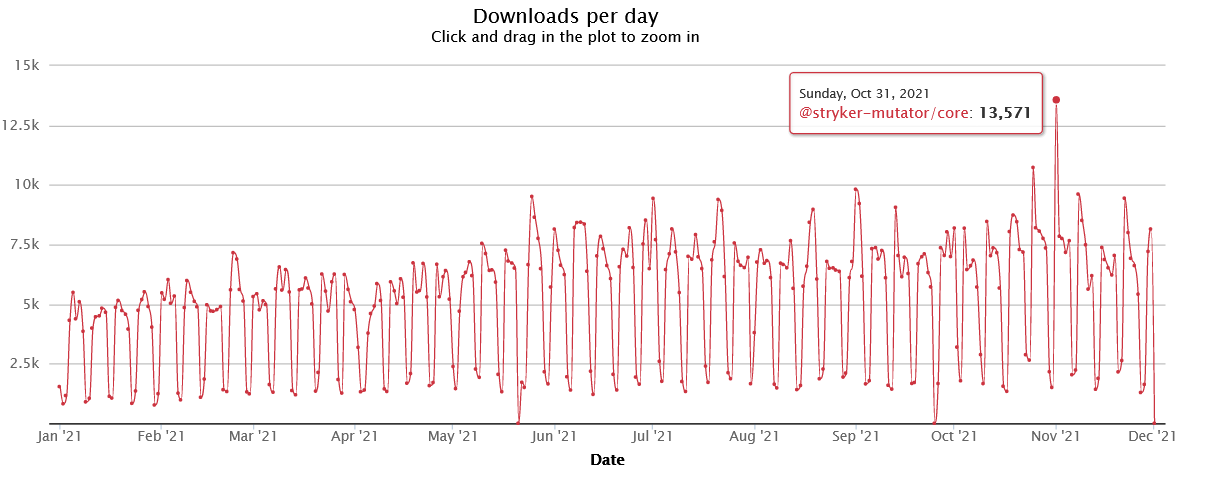 Downloads per day
Click and drag in the plot to zoom in
15k
12.5k
10k
7.5k
5k
2.5k
Sunday, Oct 31, 2021
@stryker-mutator/core: 13,571
Jan '21 Feb '21 Mar '21 Apr '21 May '21 Jun '21 Jul '21 Aug '21 Sep '21 Oct '21 Nov '21 Dec '21
Date